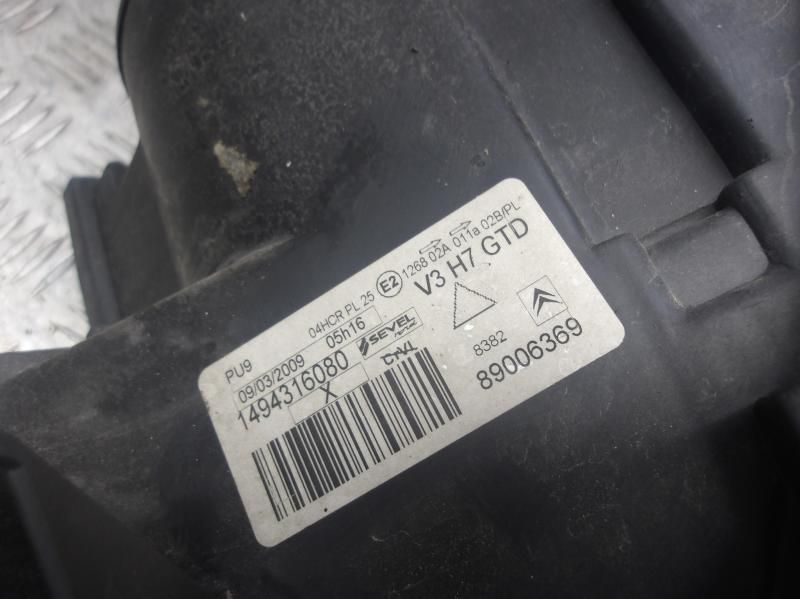 PU9
04HCR PL 25 E2 1268 02A 011a 02B/PL
09/03/2009 05h16
V3 H7 GTD
1494316080 SEVEL
X
8382
89006369